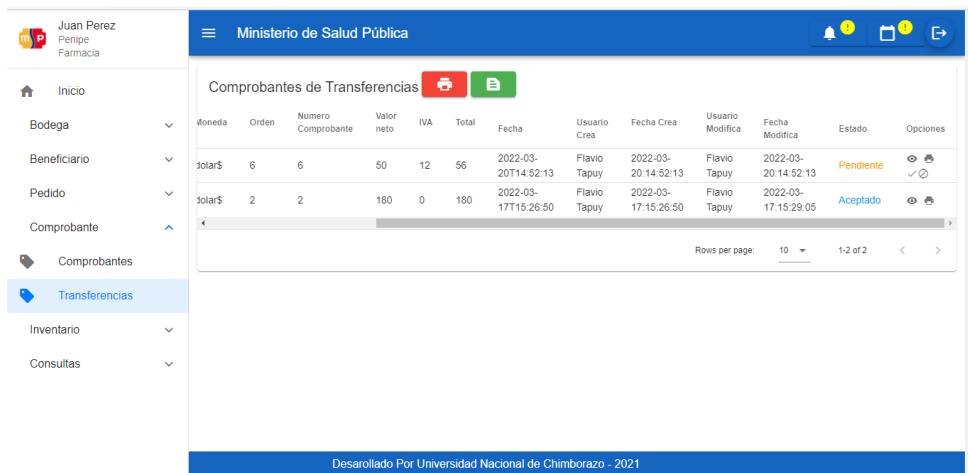 Juan Perez
Penipe
Farmacia
Ministerio de Salud Pública
Inicio
Bodega
Beneficiario
Pedido
Comprobante
Comprobantes
Transferencias
Inventario
Consultas
Comprobantes de Transferencias
Moneda Orden Numero Comprobante Valor neto IVA Total Fecha Usuario Crea Fecha Crea Usuario Modifica Fecha Modifica Estado Opciones
dolar$ 6 6 50 12 56 2022-03-20T14:52:13 Flavio Tapuy 2022-03-20:14:52:13 Flavio Tapuy 2022-03-20:14:52:13 Pendiente
dolar$ 2 2 180 0 180 2022-03-17T15:26:50 Flavio Tapuy 2022-03-17:15:26:50 Flavio Tapuy 2022-03-17:15:29:05 Aceptado
Rows per page: 10 1-2 of 2
Desarollado Por Universidad Nacional de Chimborazo - 2021